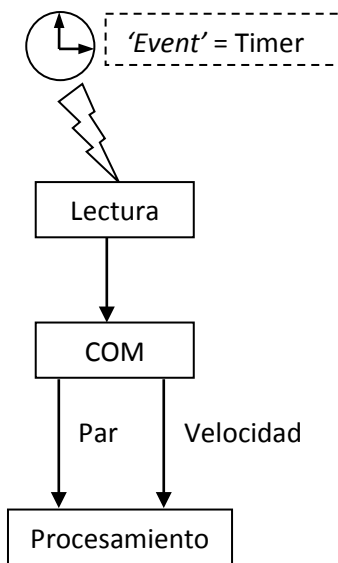 ‘Event’ = Timer
Lectura
COM
Par
Velocidad
Procesamiento